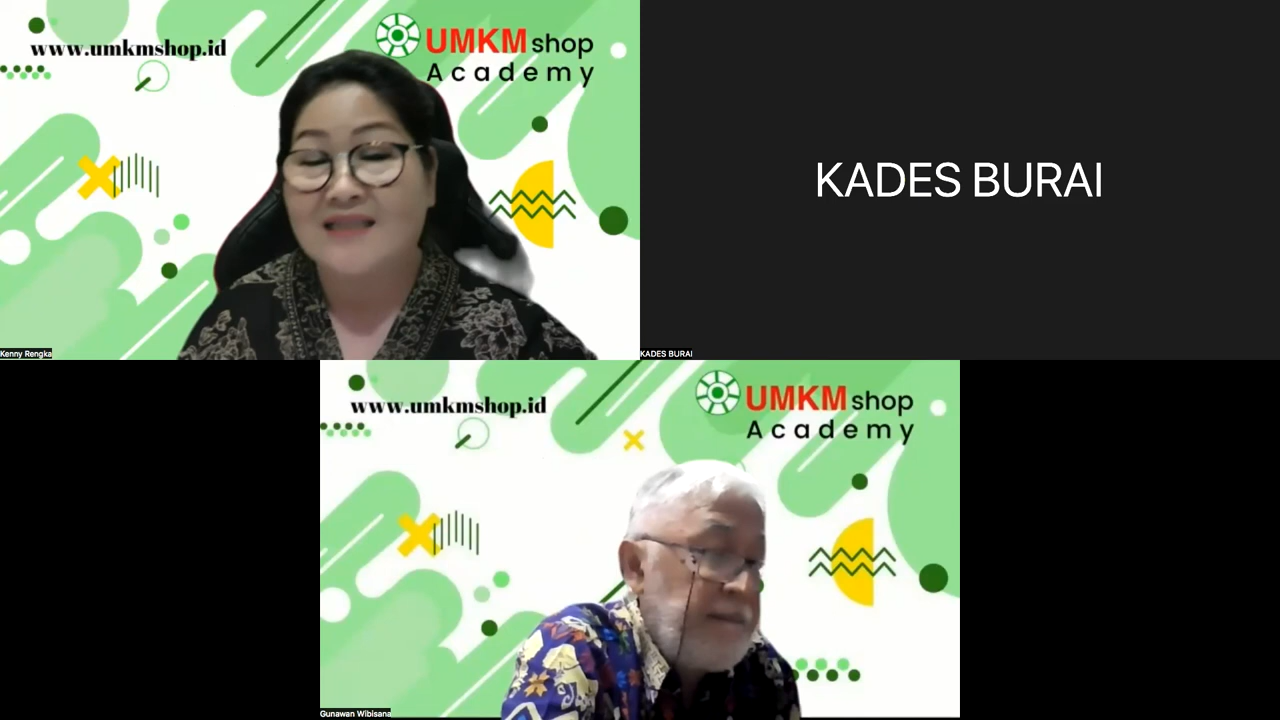 www.umkmshop.id
UMKM shop
Academy
Kenny Rengka
KADES BURAI
KADES BURAI
www.umkmshop.id
UMKM shop
Academy
Gunawan Wibisana